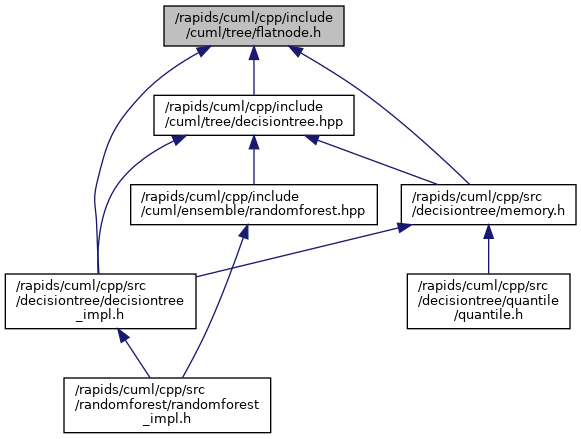 /rapids/cuml/cpp/include
/cuml/tree/flatnode.h
/rapids/cuml/cpp/include
/cuml/tree/decisiontree.hpp
/rapids/cuml/cpp/include
/cuml/ensemble/randomforest.hpp
/rapids/cuml/cpp/src
/decisiontree/memory.h
/rapids/cuml/cpp/src
/decisiontree/decisiontree
_impl.h
/rapids/cuml/cpp/src
/decisiontree/quantile
/quantile.h
/rapids/cuml/cpp/src
/randomforest/randomforest
_impl.h